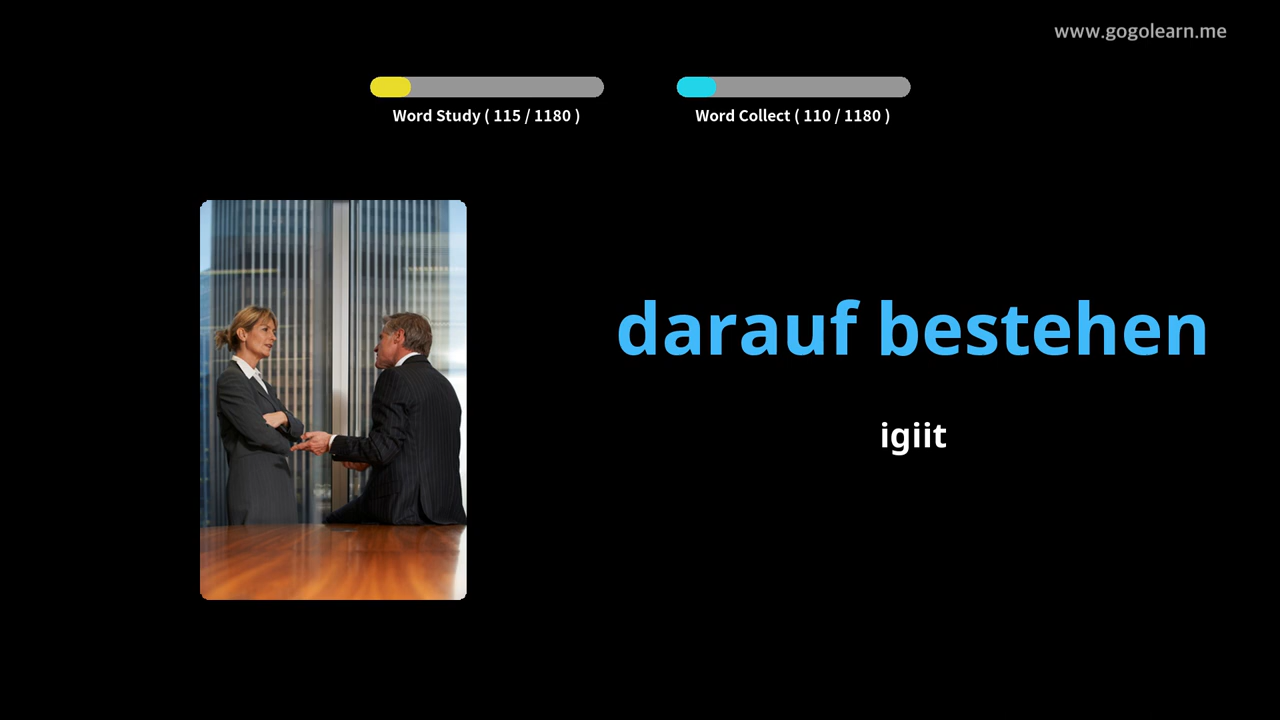 www.gogolearn.me
Word Study ( 115 / 1180 )
Word Collect ( 110 / 1180 )
darauf bestehen
igiit